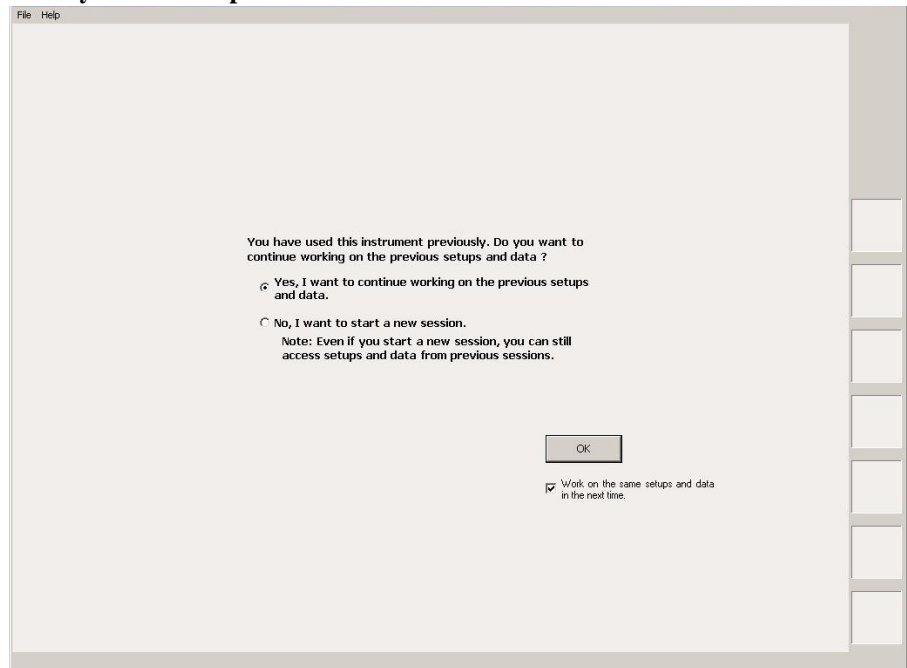 File Help
You have used this instrument previously. Do you want to
continue working on the previous setups and data ?
Yes, I want to continue working on the previous setups
and data.
No, I want to start a new session.
Note: Even if you start a new session, you can still
access setups and data from previous sessions.
OK
Work on the same setups and data
in the next time.